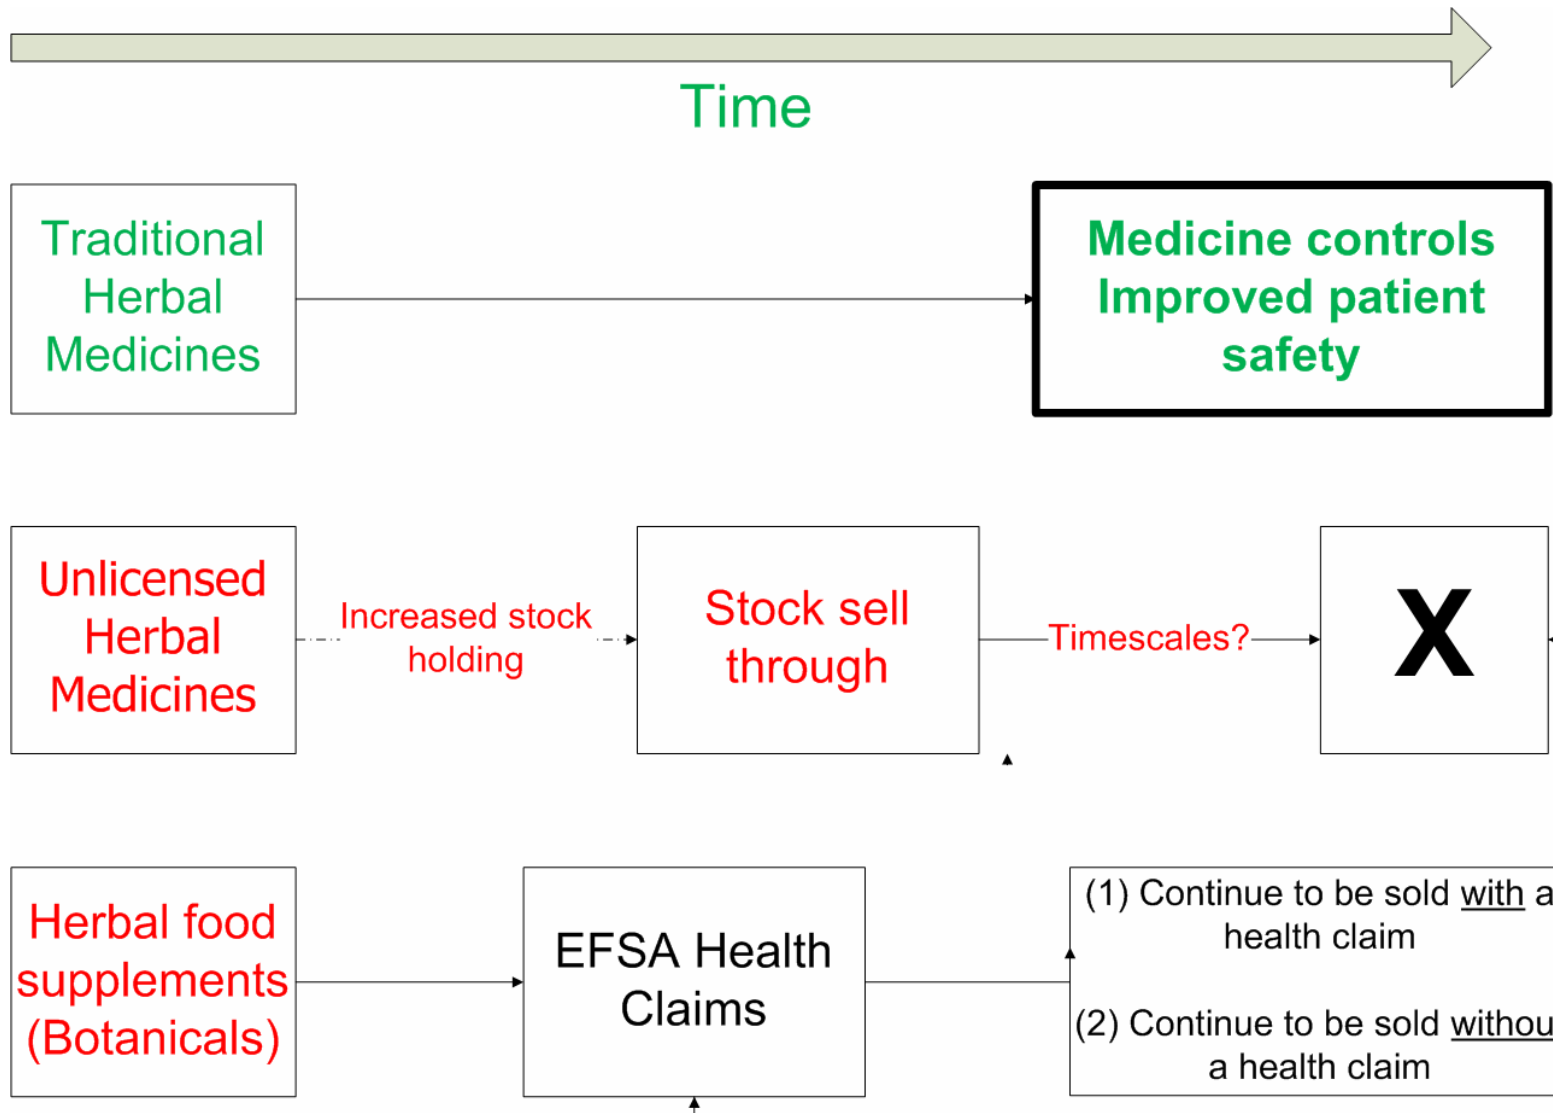 Time
Traditional
Herbal
Medicines
Medicine controls
Improved patient
safety
Unlicensed
Herbal
Medicines
Increased stock
holding
Stock sell
through
Timescales?
X
Herbal food
supplements
(Botanicals)
EFSA Health
Claims
(1) Continue to be sold with a
health claim
(2) Continue to be sold withou
a health claim